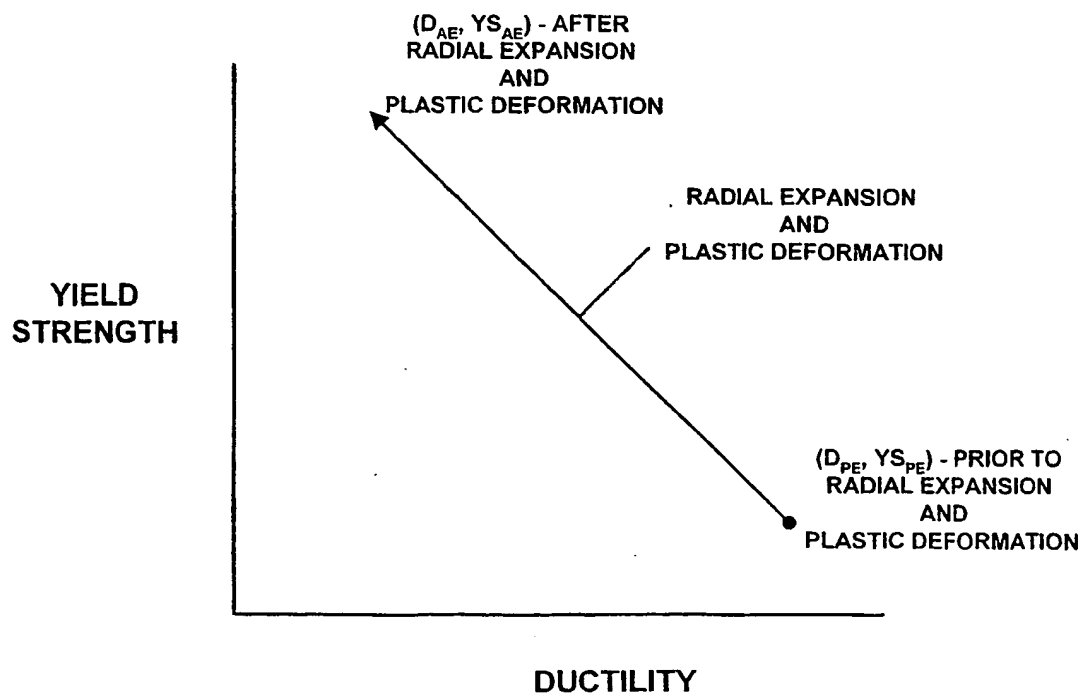 (D_AE, YS_AE) - AFTER
RADIAL EXPANSION
AND
PLASTIC DEFORMATION
RADIAL EXPANSION
AND
PLASTIC DEFORMATION
YIELD
STRENGTH
(D_PE, YS_PE) - PRIOR TO
RADIAL EXPANSION
AND
PLASTIC DEFORMATION
DUCTILITY